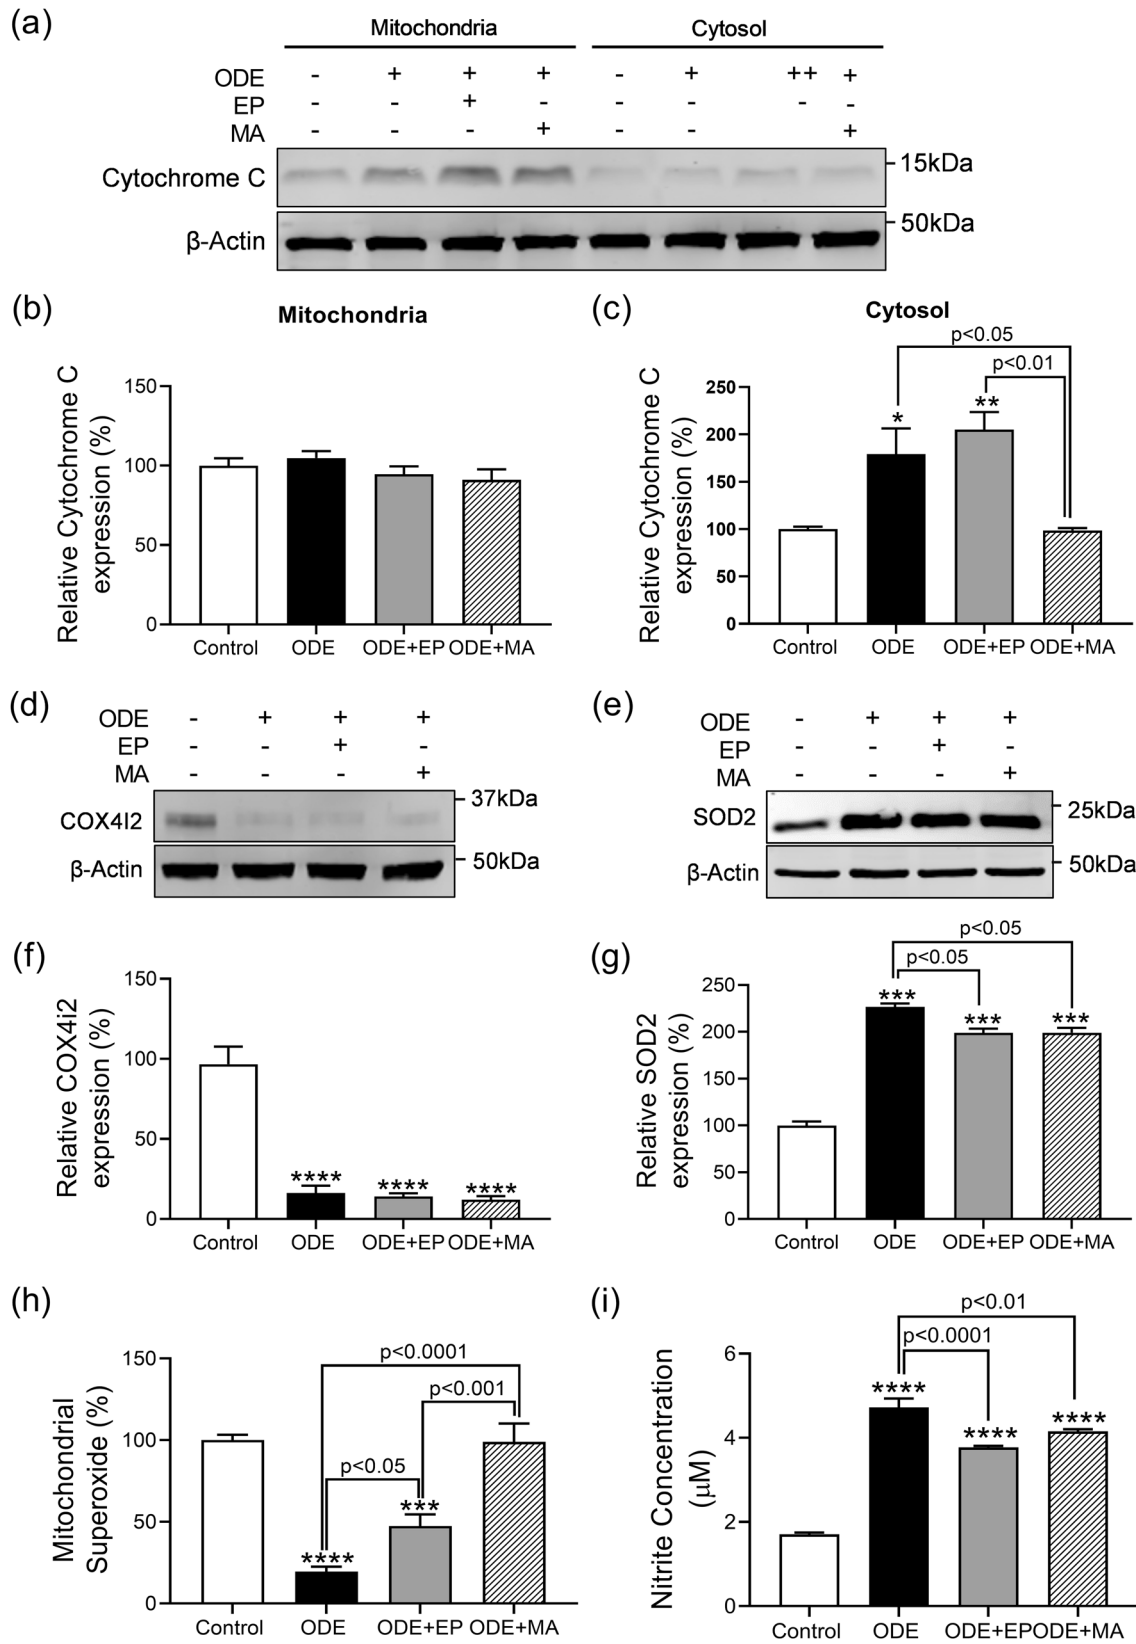 (a)
Mitochondria Cytosol
ODE - + + + - + ++ +
EP - - + - - - - -
MA - - - + - - +
Cytochrome C 15kDa
β-Actin 50kDa
(b) Mitochondria
Relative Cytochrome C
expression (%)
150
100
50
0
Control ODE ODE+EP ODE+MA
(c) Cytosol
p<0.05
p<0.01
* **
Relative Cytochrome C
expression (%)
250
200
150
100
50
0
Control ODE ODE+EP ODE+MA
(d)
ODE - + + +
EP - - + -
MA - - - +
COX4I2 37kDa
β-Actin 50kDa
(e)
ODE - + + +
EP - - + -
MA - - - +
SOD2 25kDa
β-Actin 50kDa
(f)
Relative COX4i2
expression (%)
150
100
50
0
**** **** ****
Control ODE ODE+EP ODE+MA
(g)
p<0.05
p<0.05
*** *** ***
Relative SOD2
expression (%)
250
200
150
100
50
0
Control ODE ODE+EP ODE+MA
(h)
p<0.0001
p<0.001
p<0.05
**** ***
Mitochondrial
Superoxide (%)
150
100
50
0
Control ODE ODE+EP ODE+MA
(i)
p<0.01
p<0.0001
**** **** ****
Nitrite Concentration
(μM)
6
4
2
0
Control ODE ODE+EP ODE+MA